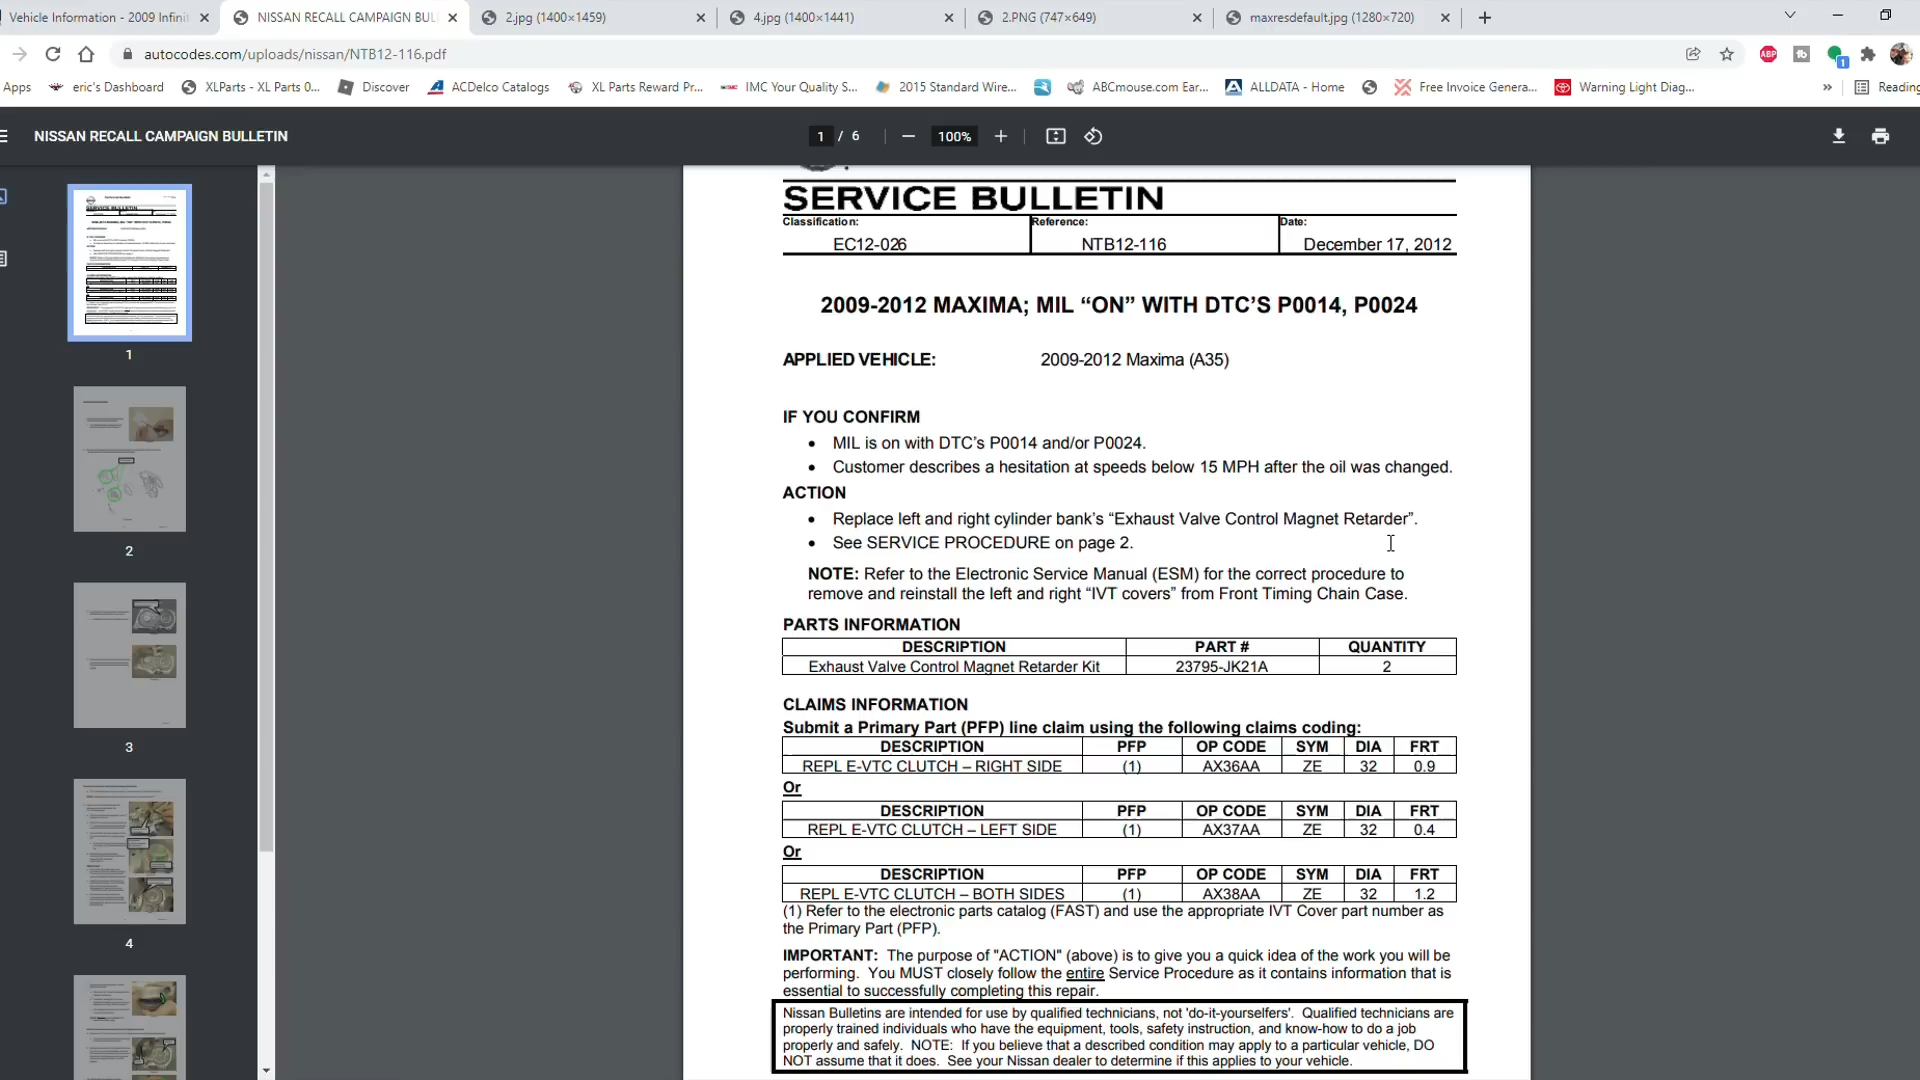 Vehicle Information - 2009 Infinit
NISSAN RECALL CAMPAIGN BUL
2.jpg (1400×1459)
4.jpg (1400×1441)
2.PNG (747×649)
maxresdefault.jpg (1280×720)
autocodes.com/uploads/nissan/NTB12-116.pdf
ABP
1
Apps
eric's Dashboard
XLParts - XL Parts 0...
Discover
ACDelco Catalogs
XL Parts Reward Pr...
IMC Your Quality S...
2015 Standard Wire...
ABCmouse.com Ear...
ALLDATA - Home
Free Invoice Genera...
Warning Light Diag...
»
Reading
NISSAN RECALL CAMPAIGN BULLETIN
1 / 6
100%
1
2
3
4
SERVICE BULLETIN
Classification: Reference: Date:
EC12-026 NTB12-116 December 17, 2012
2009-2012 MAXIMA; MIL “ON” WITH DTC’S P0014, P0024
APPLIED VEHICLE: 2009-2012 Maxima (A35)
IF YOU CONFIRM
• MIL is on with DTC’s P0014 and/or P0024.
• Customer describes a hesitation at speeds below 15 MPH after the oil was changed.
ACTION
• Replace left and right cylinder bank’s “Exhaust Valve Control Magnet Retarder”.
• See SERVICE PROCEDURE on page 2.
NOTE: Refer to the Electronic Service Manual (ESM) for the correct procedure to
remove and reinstall the left and right “IVT covers” from Front Timing Chain Case.
PARTS INFORMATION
DESCRIPTION PART # QUANTITY
Exhaust Valve Control Magnet Retarder Kit 23795-JK21A 2
CLAIMS INFORMATION
Submit a Primary Part (PFP) line claim using the following claims coding:
DESCRIPTION PFP OP CODE SYM DIA FRT
REPL E-VTC CLUTCH – RIGHT SIDE (1) AX36AA ZE 32 0.9
Or
DESCRIPTION PFP OP CODE SYM DIA FRT
REPL E-VTC CLUTCH – LEFT SIDE (1) AX37AA ZE 32 0.4
Or
DESCRIPTION PFP OP CODE SYM DIA FRT
REPL E-VTC CLUTCH – BOTH SIDES (1) AX38AA ZE 32 1.2
(1) Refer to the electronic parts catalog (FAST) and use the appropriate IVT Cover part number as
the Primary Part (PFP).
IMPORTANT: The purpose of "ACTION" (above) is to give you a quick idea of the work you will be
performing. You MUST closely follow the entire Service Procedure as it contains information that is
essential to successfully completing this repair.
Nissan Bulletins are intended for use by qualified technicians, not 'do-it-yourselfers'. Qualified technicians are
properly trained individuals who have the equipment, tools, safety instruction, and know-how to do a job
properly and safely. NOTE: If you believe that a described condition may apply to a particular vehicle, DO
NOT assume that it does. See your Nissan dealer to determine if this applies to your vehicle.